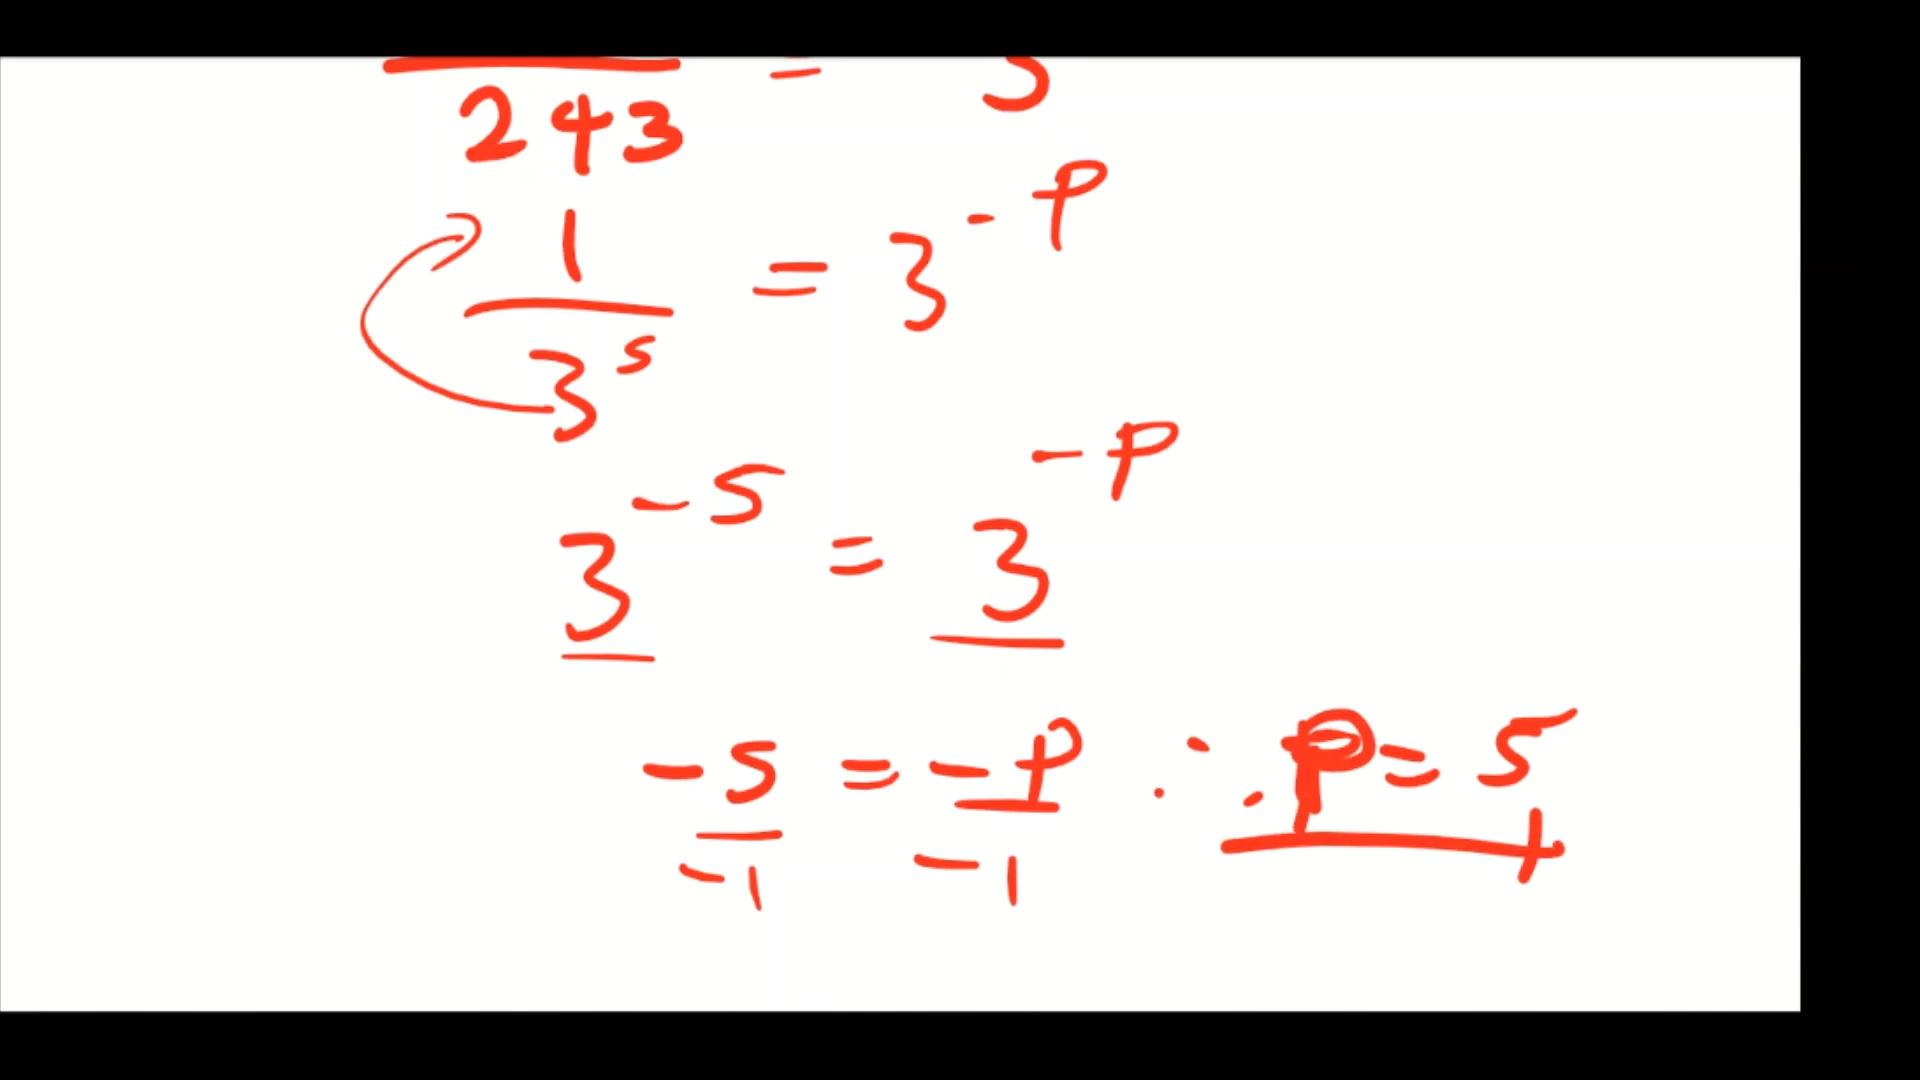 243 = 3
1/3^5 = 3^-P
3^-5 = 3^-P
-5 = -P ∴ P = 5
-1 -1